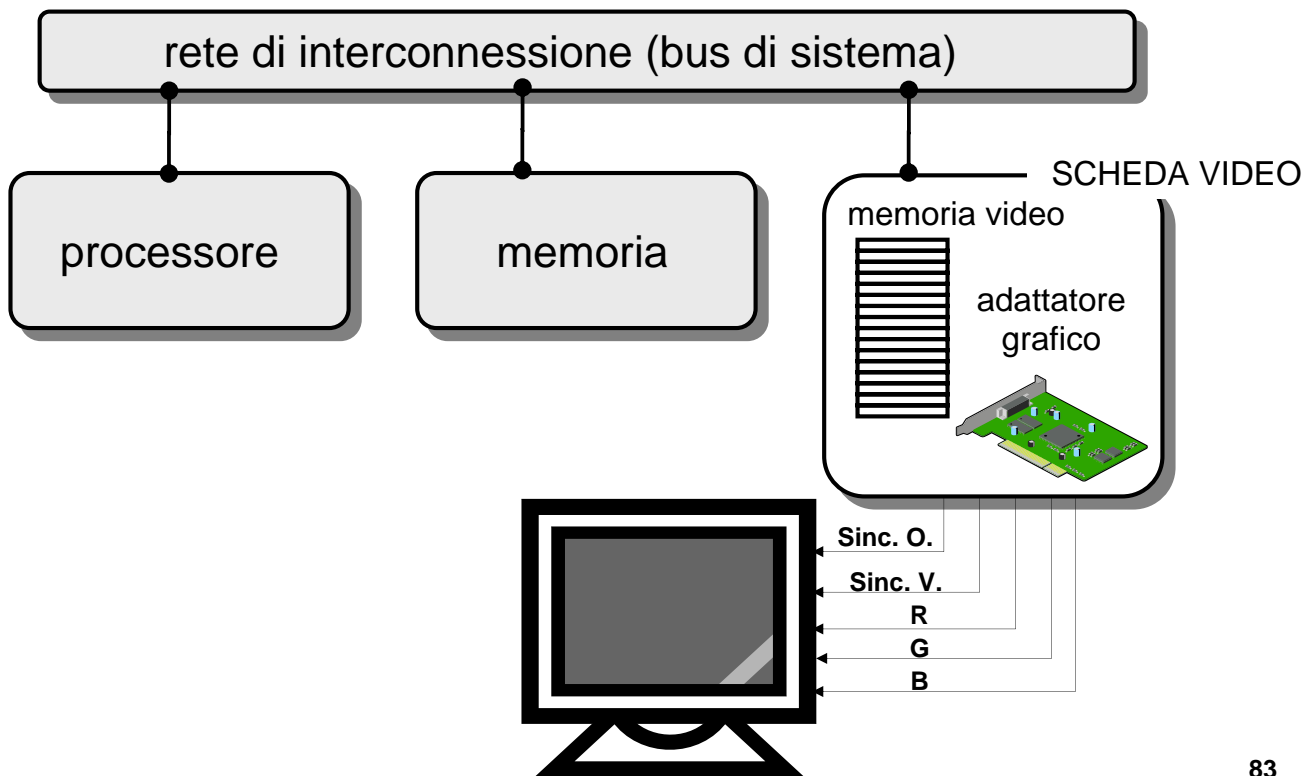 rete di interconnessione (bus di sistema)
processore
memoria
SCHEDA VIDEO
memoria video
adattatore
grafico
Sinc. O.
Sinc. V.
R
G
B
83